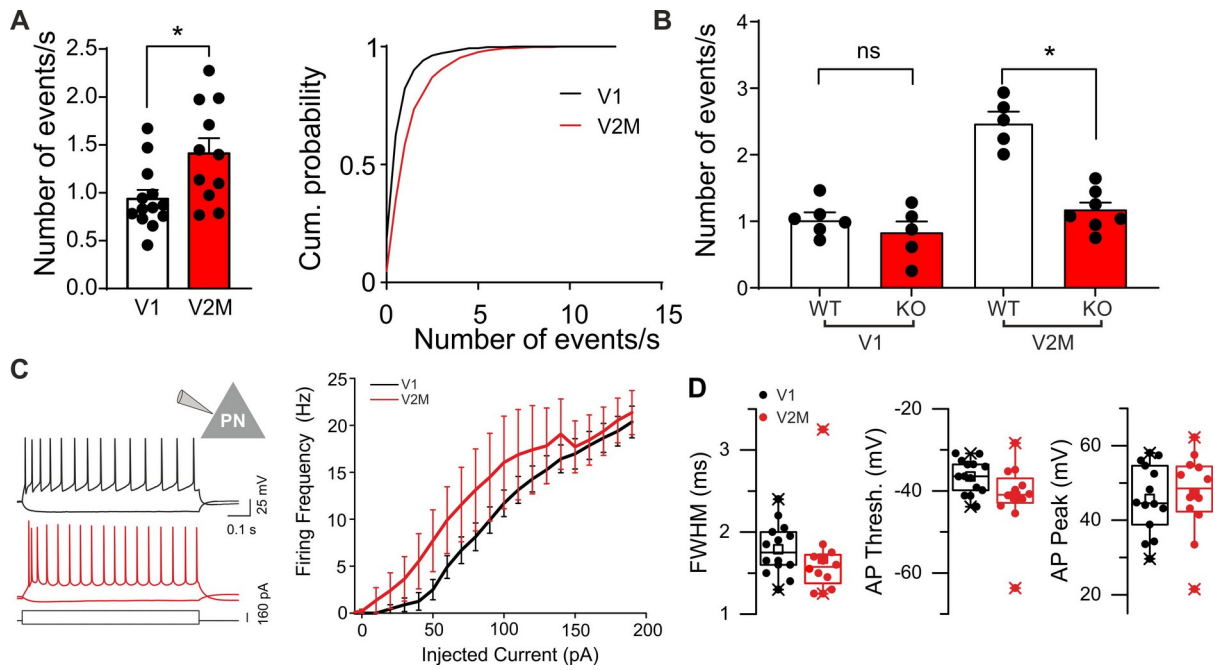 A
Number of events/s
2.5
2.0
1.5
1.0
0.5
0.0
*
V1
V2M
Cum. probability
1
0.5
0
V1
V2M
0
5
10
15
Number of events/s
B
Number of events/s
4
3
2
1
0
ns
*
WT
KO
WT
KO
V1
V2M
C
PN
25 mV
0.1 s
160 pA
Firing Frequency (Hz)
25
20
15
10
5
0
V1
V2M
0
50
100
150
200
Injected Current (pA)
D
V1
V2M
FWHM (ms)
3
2
1
AP Thresh. (mV)
-20
-40
-60
AP Peak (mV)
60
40
20